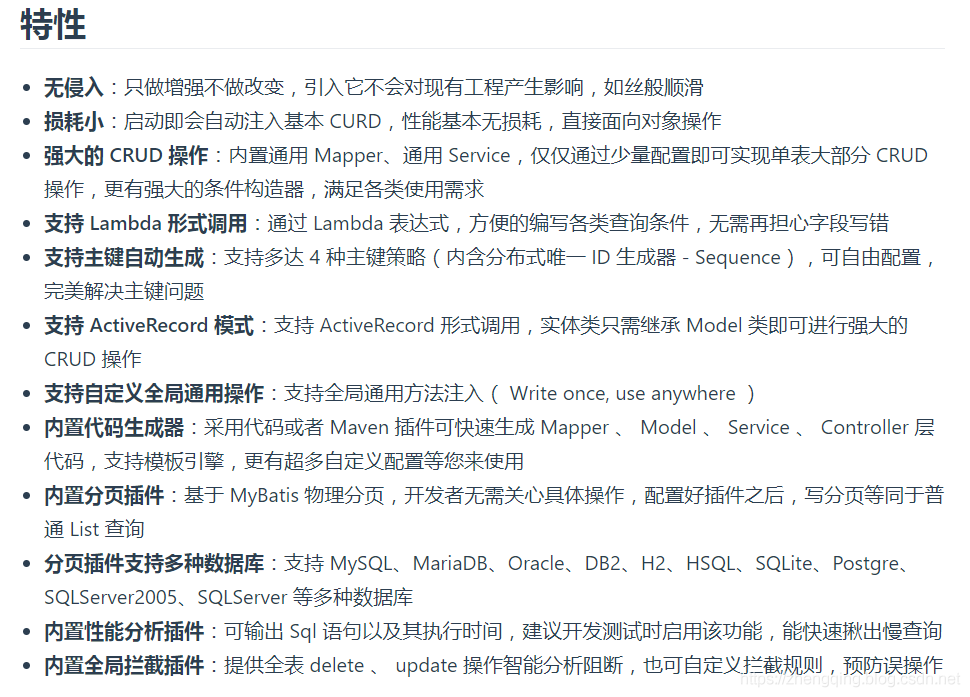 特性
无侵入：只做增强不做改变，引入它不会对现有工程产生影响，如丝般顺滑
损耗小：启动即会自动注入基本 CURD，性能基本无损耗，直接面向对象操作
强大的 CRUD 操作：内置通用 Mapper、通用 Service，仅仅通过少量配置即可实现单表大部分 CRUD
操作，更有强大的条件构造器，满足各类使用需求
支持 Lambda 形式调用：通过 Lambda 表达式，方便的编写各类查询条件，无需再担心字段写错
支持主键自动生成：支持多达 4 种主键策略（内含分布式唯一 ID 生成器 - Sequence），可自由配置，
完美解决主键问题
支持 ActiveRecord 模式：支持 ActiveRecord 形式调用，实体类只需继承 Model 类即可进行强大的
CRUD 操作
支持自定义全局通用操作：支持全局通用方法注入（ Write once, use anywhere ）
内置代码生成器：采用代码或者 Maven 插件可快速生成 Mapper 、 Model 、 Service 、 Controller 层
代码，支持模板引擎，更有超多自定义配置等您来使用
内置分页插件：基于 MyBatis 物理分页，开发者无需关心具体操作，配置好插件之后，写分页等同于普
通 List 查询
分页插件支持多种数据库：支持 MySQL、MariaDB、Oracle、DB2、H2、HSQL、SQLite、Postgre、
SQLServer2005、SQLServer 等多种数据库
内置性能分析插件：可输出 Sql 语句以及其执行时间，建议开发测试时启用该功能，能快速揪出慢查询
内置全局拦截插件：提供全表 delete 、 update 操作智能分析阻断，也可自定义拦截规则，预防误操作
https://zhengqing.blog.csdn.net